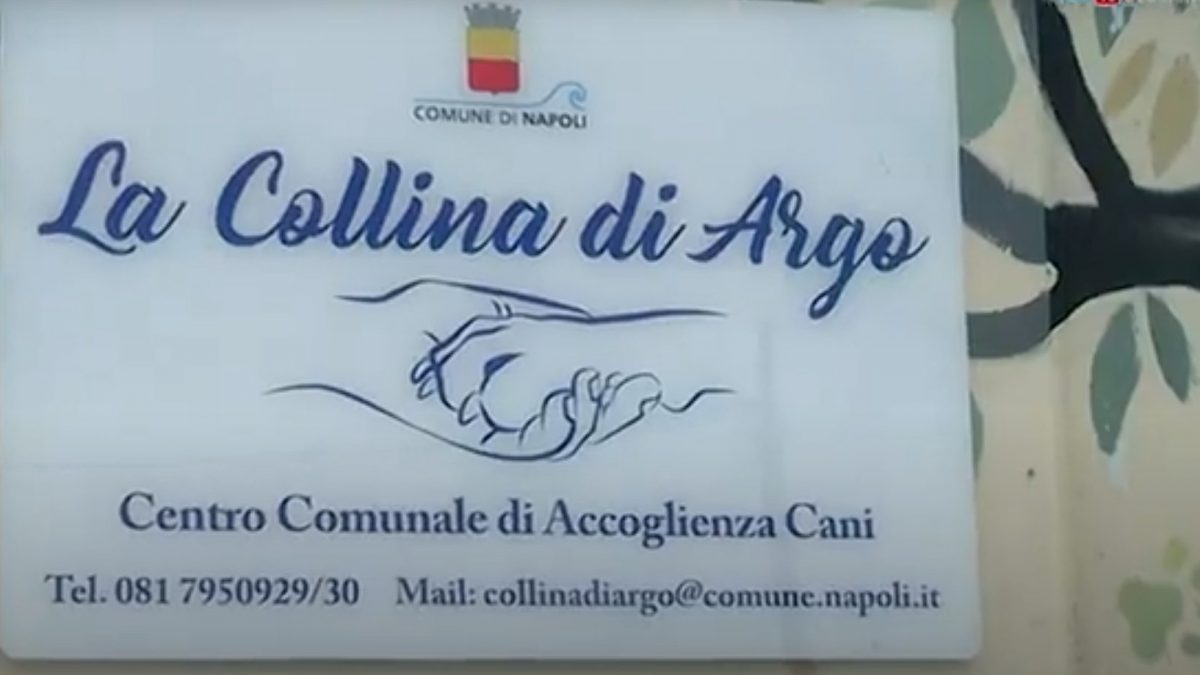 COMUNE DI NAPOLI
La Collina di Argo
Centro Comunale di Accoglienza Cani
Tel. 081 7950929/30 Mail: collinadiargo@comune.napoli.it